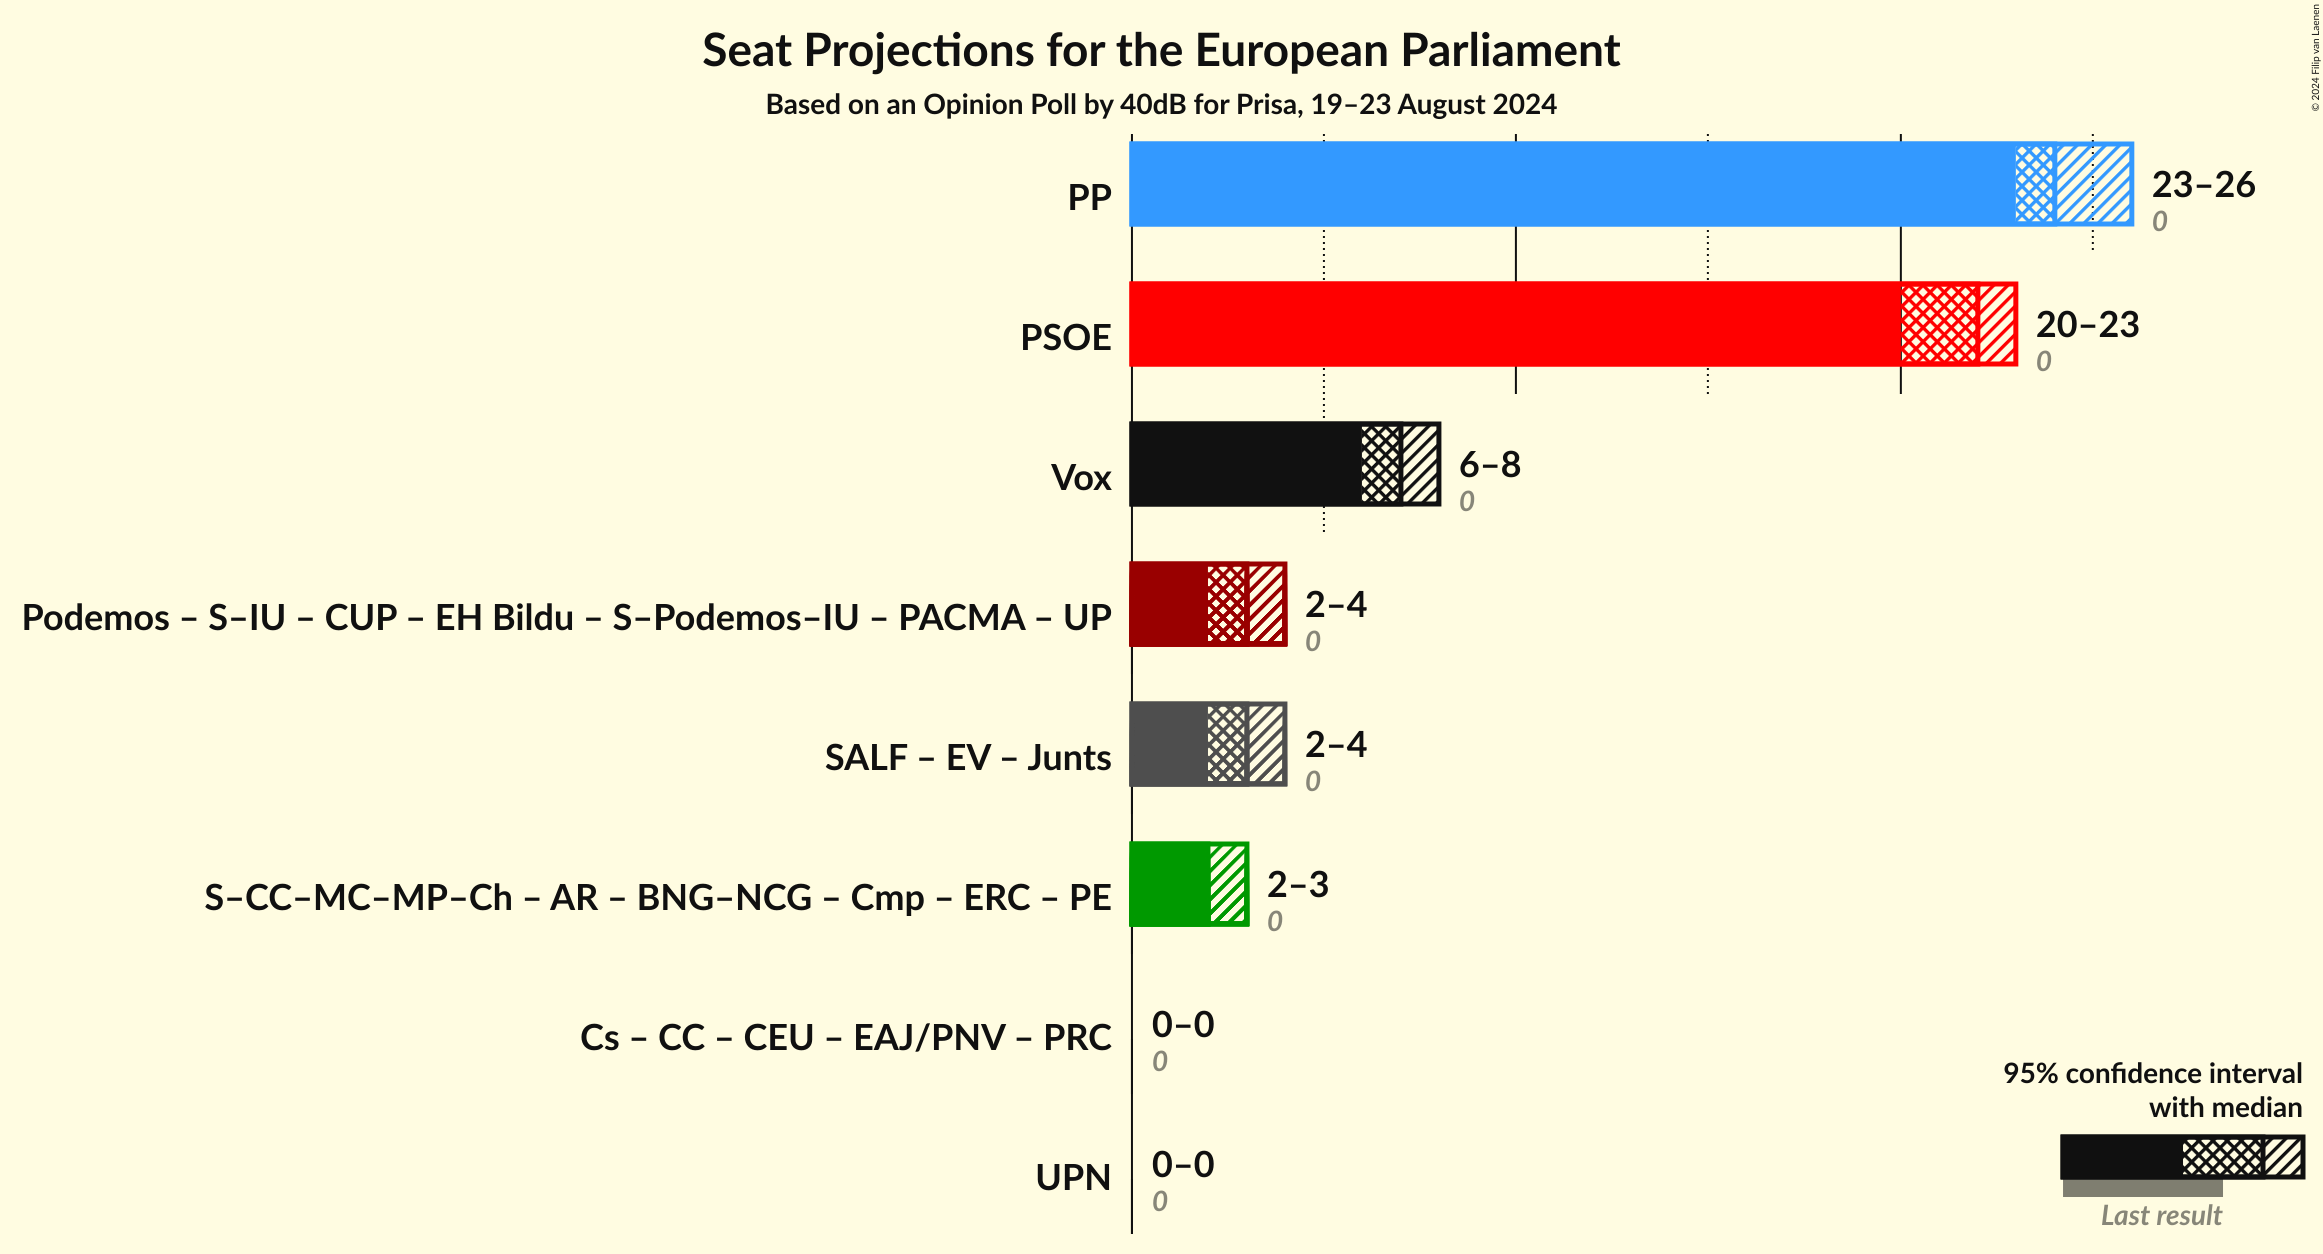 Seat Projections for the European Parliament
Based on an Opinion Poll by 40dB for Prisa, 19–23 August 2024
© 2024 Filip van Laenen
PP
23–26
0
PSOE
20–23
0
Vox
6–8
0
Podemos – S–IU – CUP – EH Bildu – S–Podemos–IU – PACMA – UP
2–4
0
SALF – EV – Junts
2–4
0
S–CC–MC–MP–Ch – AR – BNG–NCG – Cmp – ERC – PE
2–3
0
Cs – CC – CEU – EAJ/PNV – PRC
0–0
0
UPN
0–0
0
95% confidence interval
with median
Last result